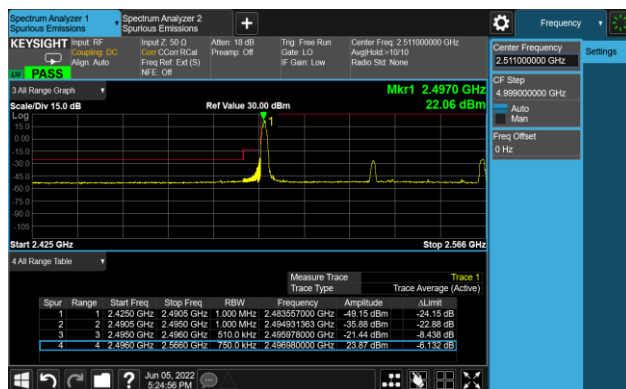 Spectrum Analyzer 1
Spurious Emissions
Spectrum Analyzer 2
Spurious Emissions
+
Frequency
KEYSIGHT
Input: RF
Coupling: DC
Align: Auto
Input Z: 50 Ω
Corr CCorr RCal
Freq Ref: Ext (S)
NFE: Off
Atten: 18 dB
Preamp: Off
Trig: Free Run
Gate: LO
IF Gain: Low
Center Freq: 2.511000000 GHz
Avg|Hold:>10/10
Radio Std: None
PASS
Center Frequency
2.511000000 GHz
Settings
CF Step
4.999000000 GHz
Auto
Man
Freq Offset
0 Hz
3 All Range Graph
Mkr1 2.4970 GHz
Scale/Div 15.0 dB
Ref Value 30.00 dBm
22.06 dBm
Log
15.0
0.00
-15.0
-30.0
-45.0
-60.0
-75.0
-90.0
-105
1
Start 2.425 GHz
Stop 2.566 GHz
4 All Range Table
Measure Trace Trace 1
Trace Type Trace Average (Active)
Spur Range Start Freq Stop Freq RBW Frequency Amplitude ΔLimit
1 1 2.4250 GHz 2.4905 GHz 1.000 MHz 2.483557000 GHz -49.15 dBm -24.15 dB
2 2 2.4905 GHz 2.4950 GHz 1.000 MHz 2.494931363 GHz -35.88 dBm -22.88 dB
3 3 2.4950 GHz 2.4960 GHz 510.0 kHz 2.495978000 GHz -21.44 dBm -8.438 dB
4 4 2.4960 GHz 2.5660 GHz 750.0 kHz 2.496980000 GHz 23.87 dBm -6.132 dB
?
Jun 05, 2022
5:24:56 PM